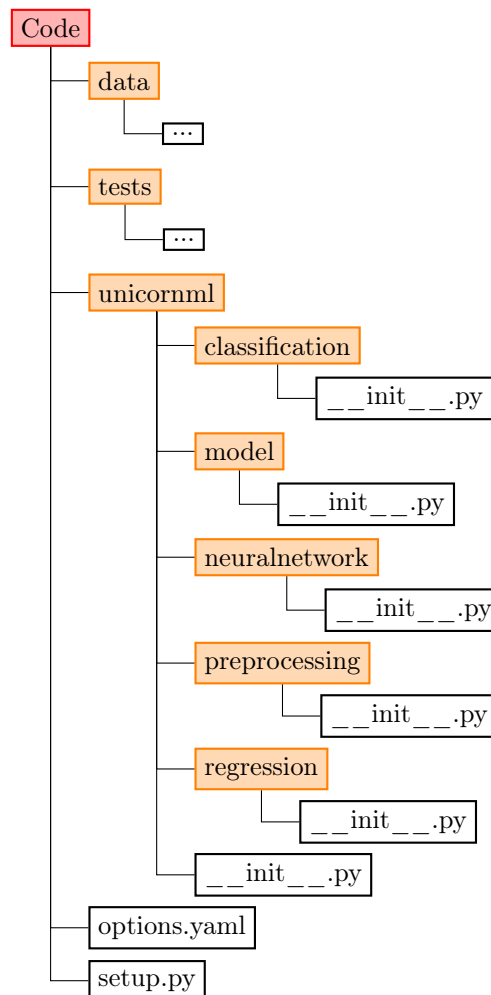 Code
data
...
tests
...
unicornml
classification
__init__.py
model
__init__.py
neuralnetwork
__init__.py
preprocessing
__init__.py
regression
__init__.py
__init__.py
options.yaml
setup.py